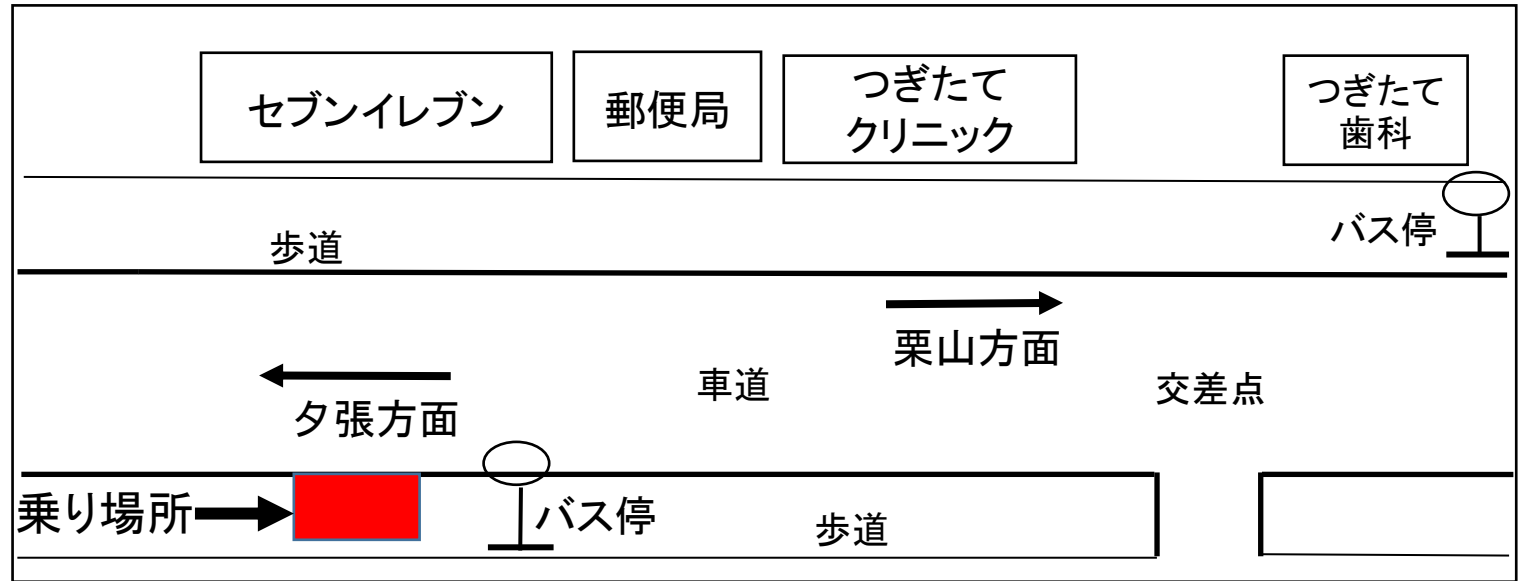 セブンイレブン
郵便局
つぎたて
クリニック
つぎたて
歯科
バス停
歩道
栗山方面
車道
交差点
夕張方面
乗り場所
バス停
歩道